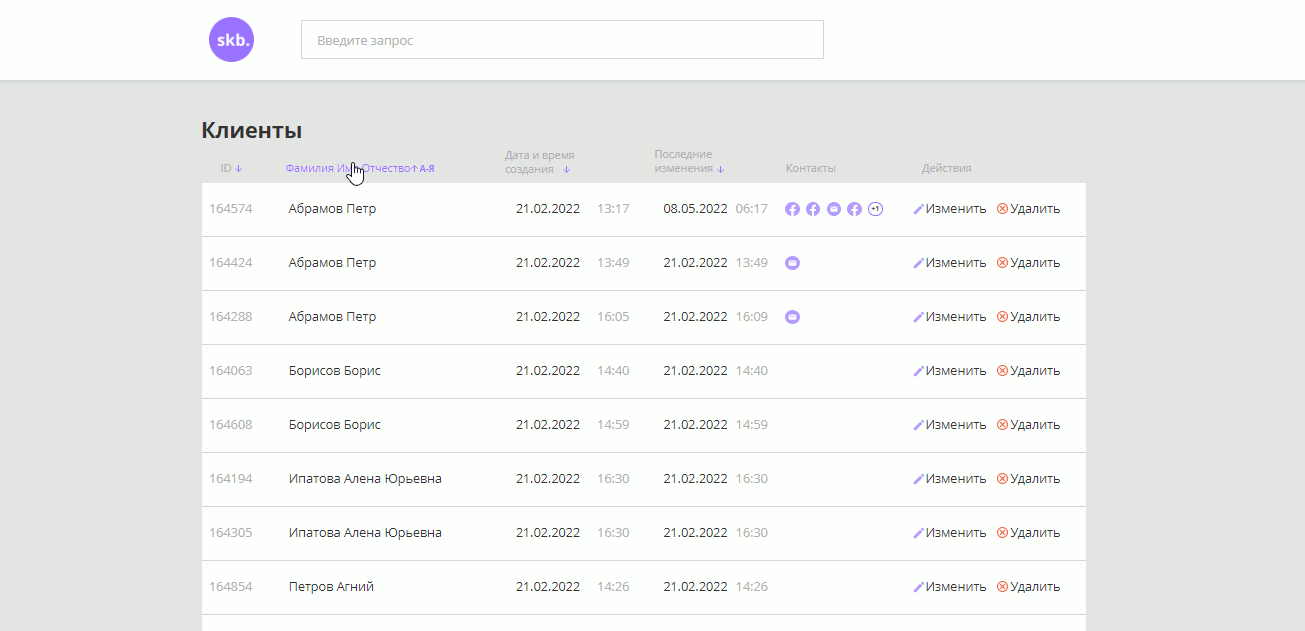 skb.
Введите запрос
Клиенты
ID ↓ Фамилия Имя Отчество ↑ А-Я Дата и время создания ↓ Последние изменения ↓ Контакты Действия
164574 Абрамов Петр 21.02.2022 13:17 08.05.2022 06:17 +1 Изменить Удалить
164424 Абрамов Петр 21.02.2022 13:49 21.02.2022 13:49 Изменить Удалить
164288 Абрамов Петр 21.02.2022 16:05 21.02.2022 16:09 Изменить Удалить
164063 Борисов Борис 21.02.2022 14:40 21.02.2022 14:40 Изменить Удалить
164608 Борисов Борис 21.02.2022 14:59 21.02.2022 14:59 Изменить Удалить
164194 Ипатова Алена Юрьевна 21.02.2022 16:30 21.02.2022 16:30 Изменить Удалить
164305 Ипатова Алена Юрьевна 21.02.2022 16:30 21.02.2022 16:30 Изменить Удалить
164854 Петров Агний 21.02.2022 14:26 21.02.2022 14:26 Изменить Удалить